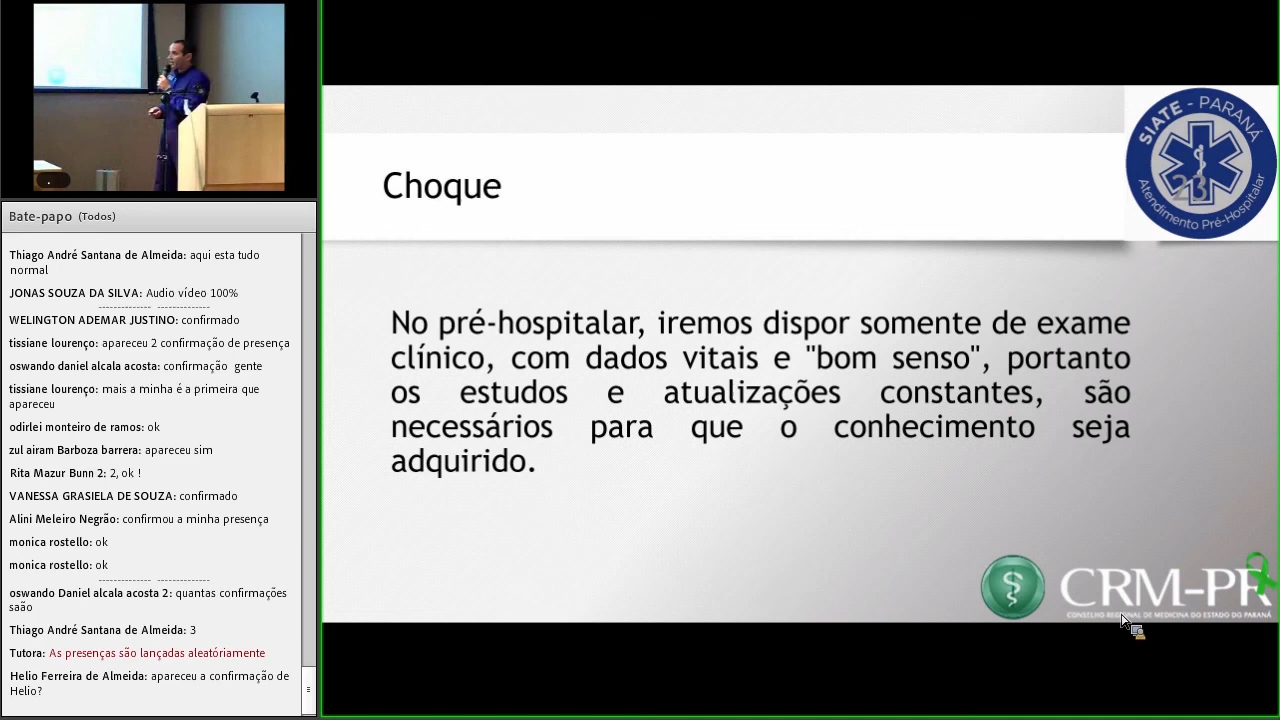 Bate-papo (Todos)
Thiago André Santana de Almeida: aqui esta tudo
normal
JONAS SOUZA DA SILVA: Audio vídeo 100%
WELINGTON ADEMAR JUSTINO: confirmado
tissiane lourenço: apareceu 2 confirmação de presença
oswando daniel alcala acosta: confirmação gente
tissiane lourenço: mais a minha é a primeira que
apareceu
odirlei monteiro de ramos: ok
zul airam Barboza barrera: apareceu sim
Rita Mazur Bunn 2: 2, ok !
VANESSA GRASIELA DE SOUZA: confirmado
Alini Meleiro Negrão: confirmou a minha presença
monica rostello: ok
monica rostello: ok
oswando Daniel alcala acosta 2: quantas confirmações
saão
Thiago André Santana de Almeida: 3
Tutora: As presenças são lançadas aleatóriamente
Helio Ferreira de Almeida: apareceu a confirmação de
Helio?
Choque
SIATE - PARANÁ
23
Atendimento Pré-Hospitalar
No pré-hospitalar, iremos dispor somente de exame
clínico, com dados vitais e "bom senso", portanto
os estudos e atualizações constantes, são
necessários para que o conhecimento seja
adquirido.
CRM-PR
CONSELHO REGIONAL DE MEDICINA DO ESTADO DO PARANÁ